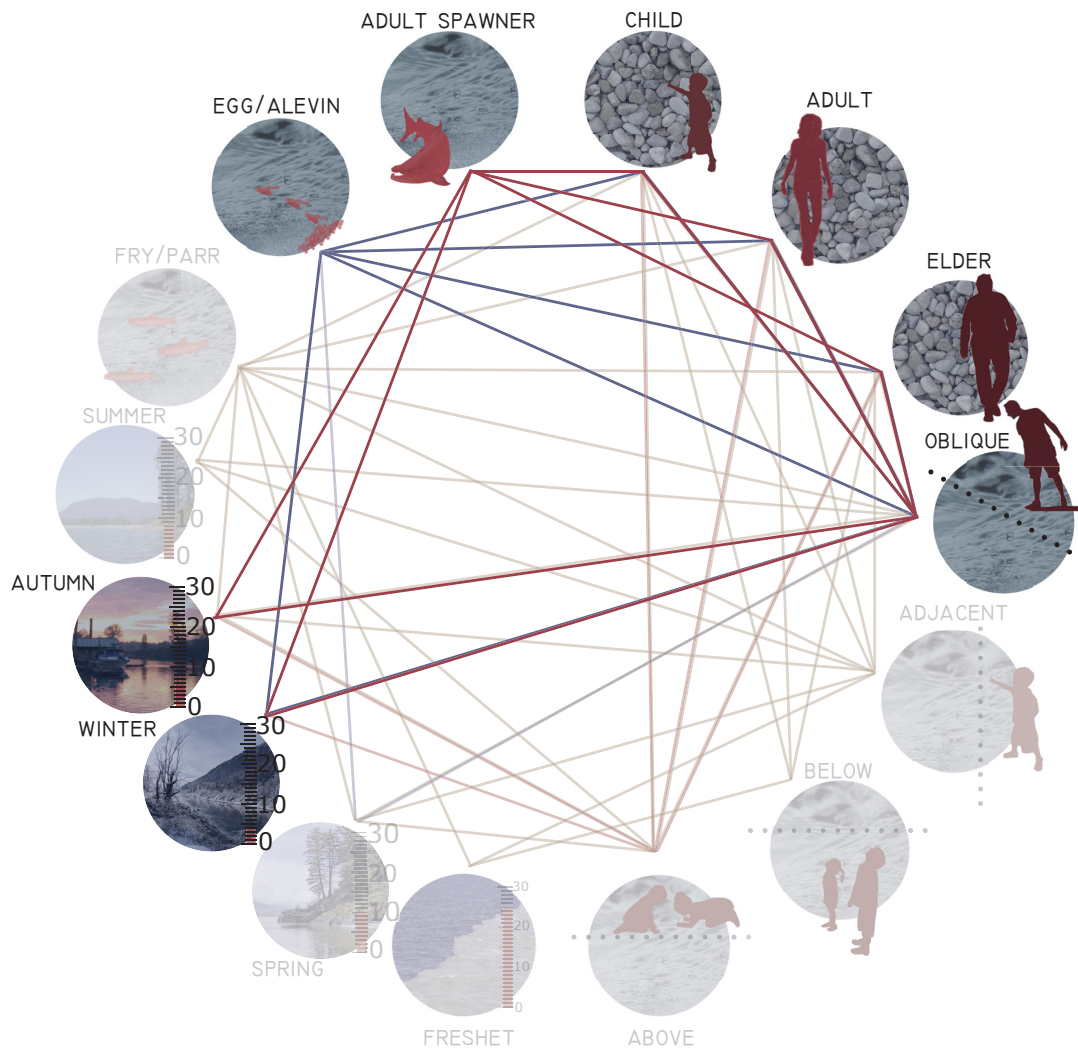 ADULT SPAWNER
CHILD
EGG/ALEVIN
ADULT
FRY/PARR
ELDER
SUMMER
30
20
10
0
OBLIQUE
AUTUMN
30
20
10
0
ADJACENT
WINTER
30
20
10
0
BELOW
SPRING
30
20
10
0
FRESHET
30
20
10
0
ABOVE